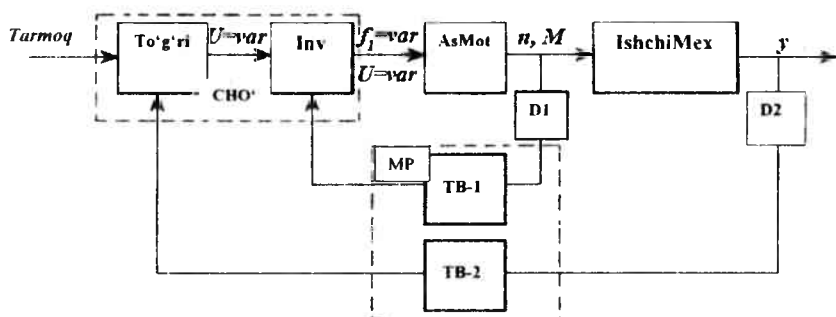 Tarmoq
To‘g‘ri
U=var
Inv
CHO‘
f₁=var
U=var
AsMot
n, M
IshchiMex
y
D1
D2
MP
TB-1
TB-2